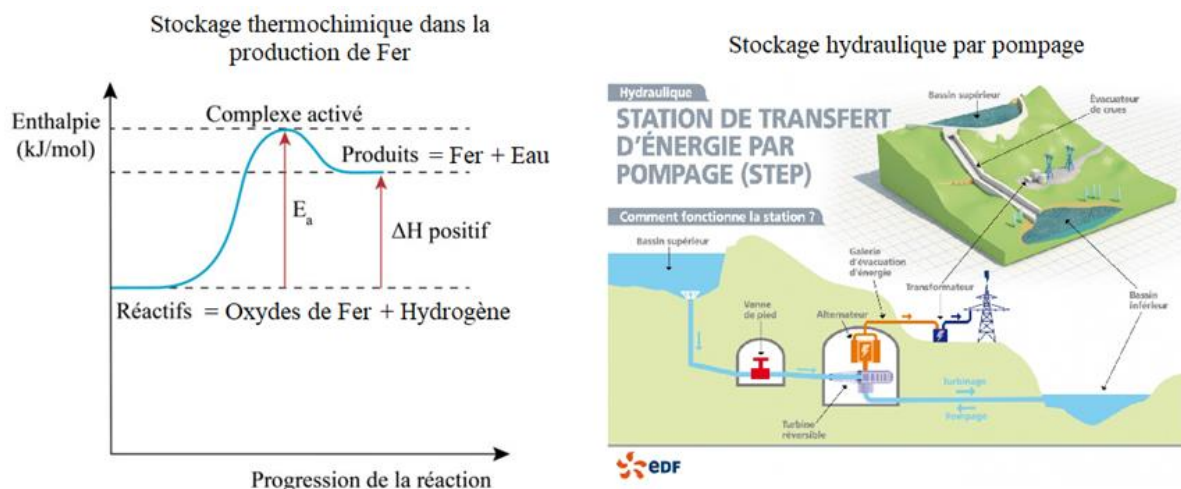 Stockage thermochimique dans la
production de Fer
Enthalpie
(kJ/mol)
Complexe activé
Produits = Fer + Eau
Ea
ΔH positif
Réactifs = Oxydes de Fer + Hydrogène
Progression de la réaction
Stockage hydraulique par pompage
Hydraulique
STATION DE TRANSFERT
D'ÉNERGIE PAR
POMPAGE (STEP)
Bassin supérieur
Évacuateur
de crues
Comment fonctionne la station ?
Bassin supérieur
Galerie
d'évacuation
d'énergie
Transformateur
Vanne
de pied
Alternateur
Bassin
inférieur
Turbinage
Pompage
Turbine
réversible
eDF